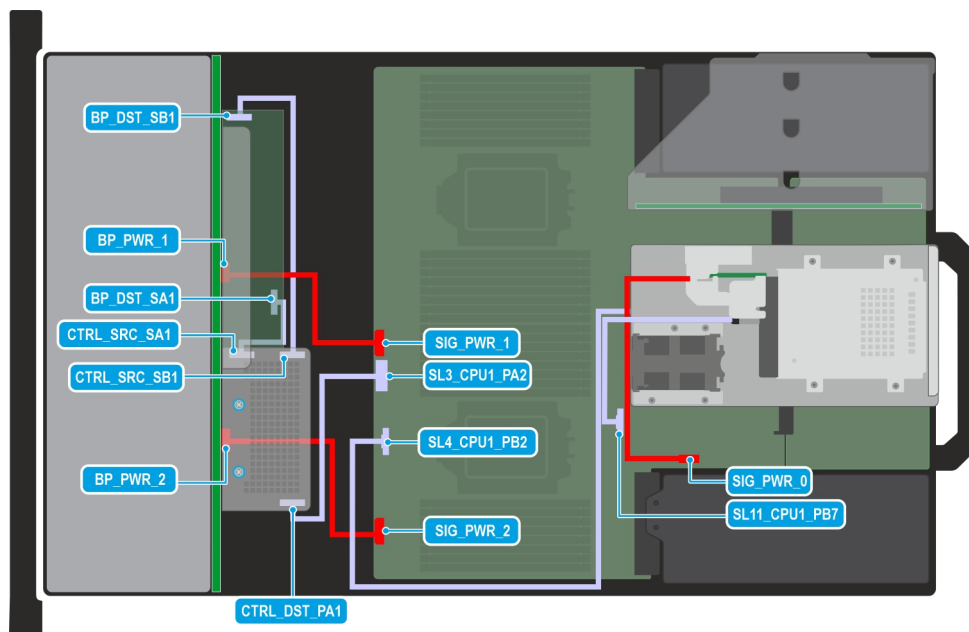 BP_DST_SB1
BP_PWR_1
BP_DST_SA1
CTRL_SRC_SA1
CTRL_SRC_SB1
BP_PWR_2
CTRL_DST_PA1
SIG_PWR_1
SL3_CPU1_PA2
SL4_CPU1_PB2
SIG_PWR_2
SIG_PWR_0
SL11_CPU1_PB7